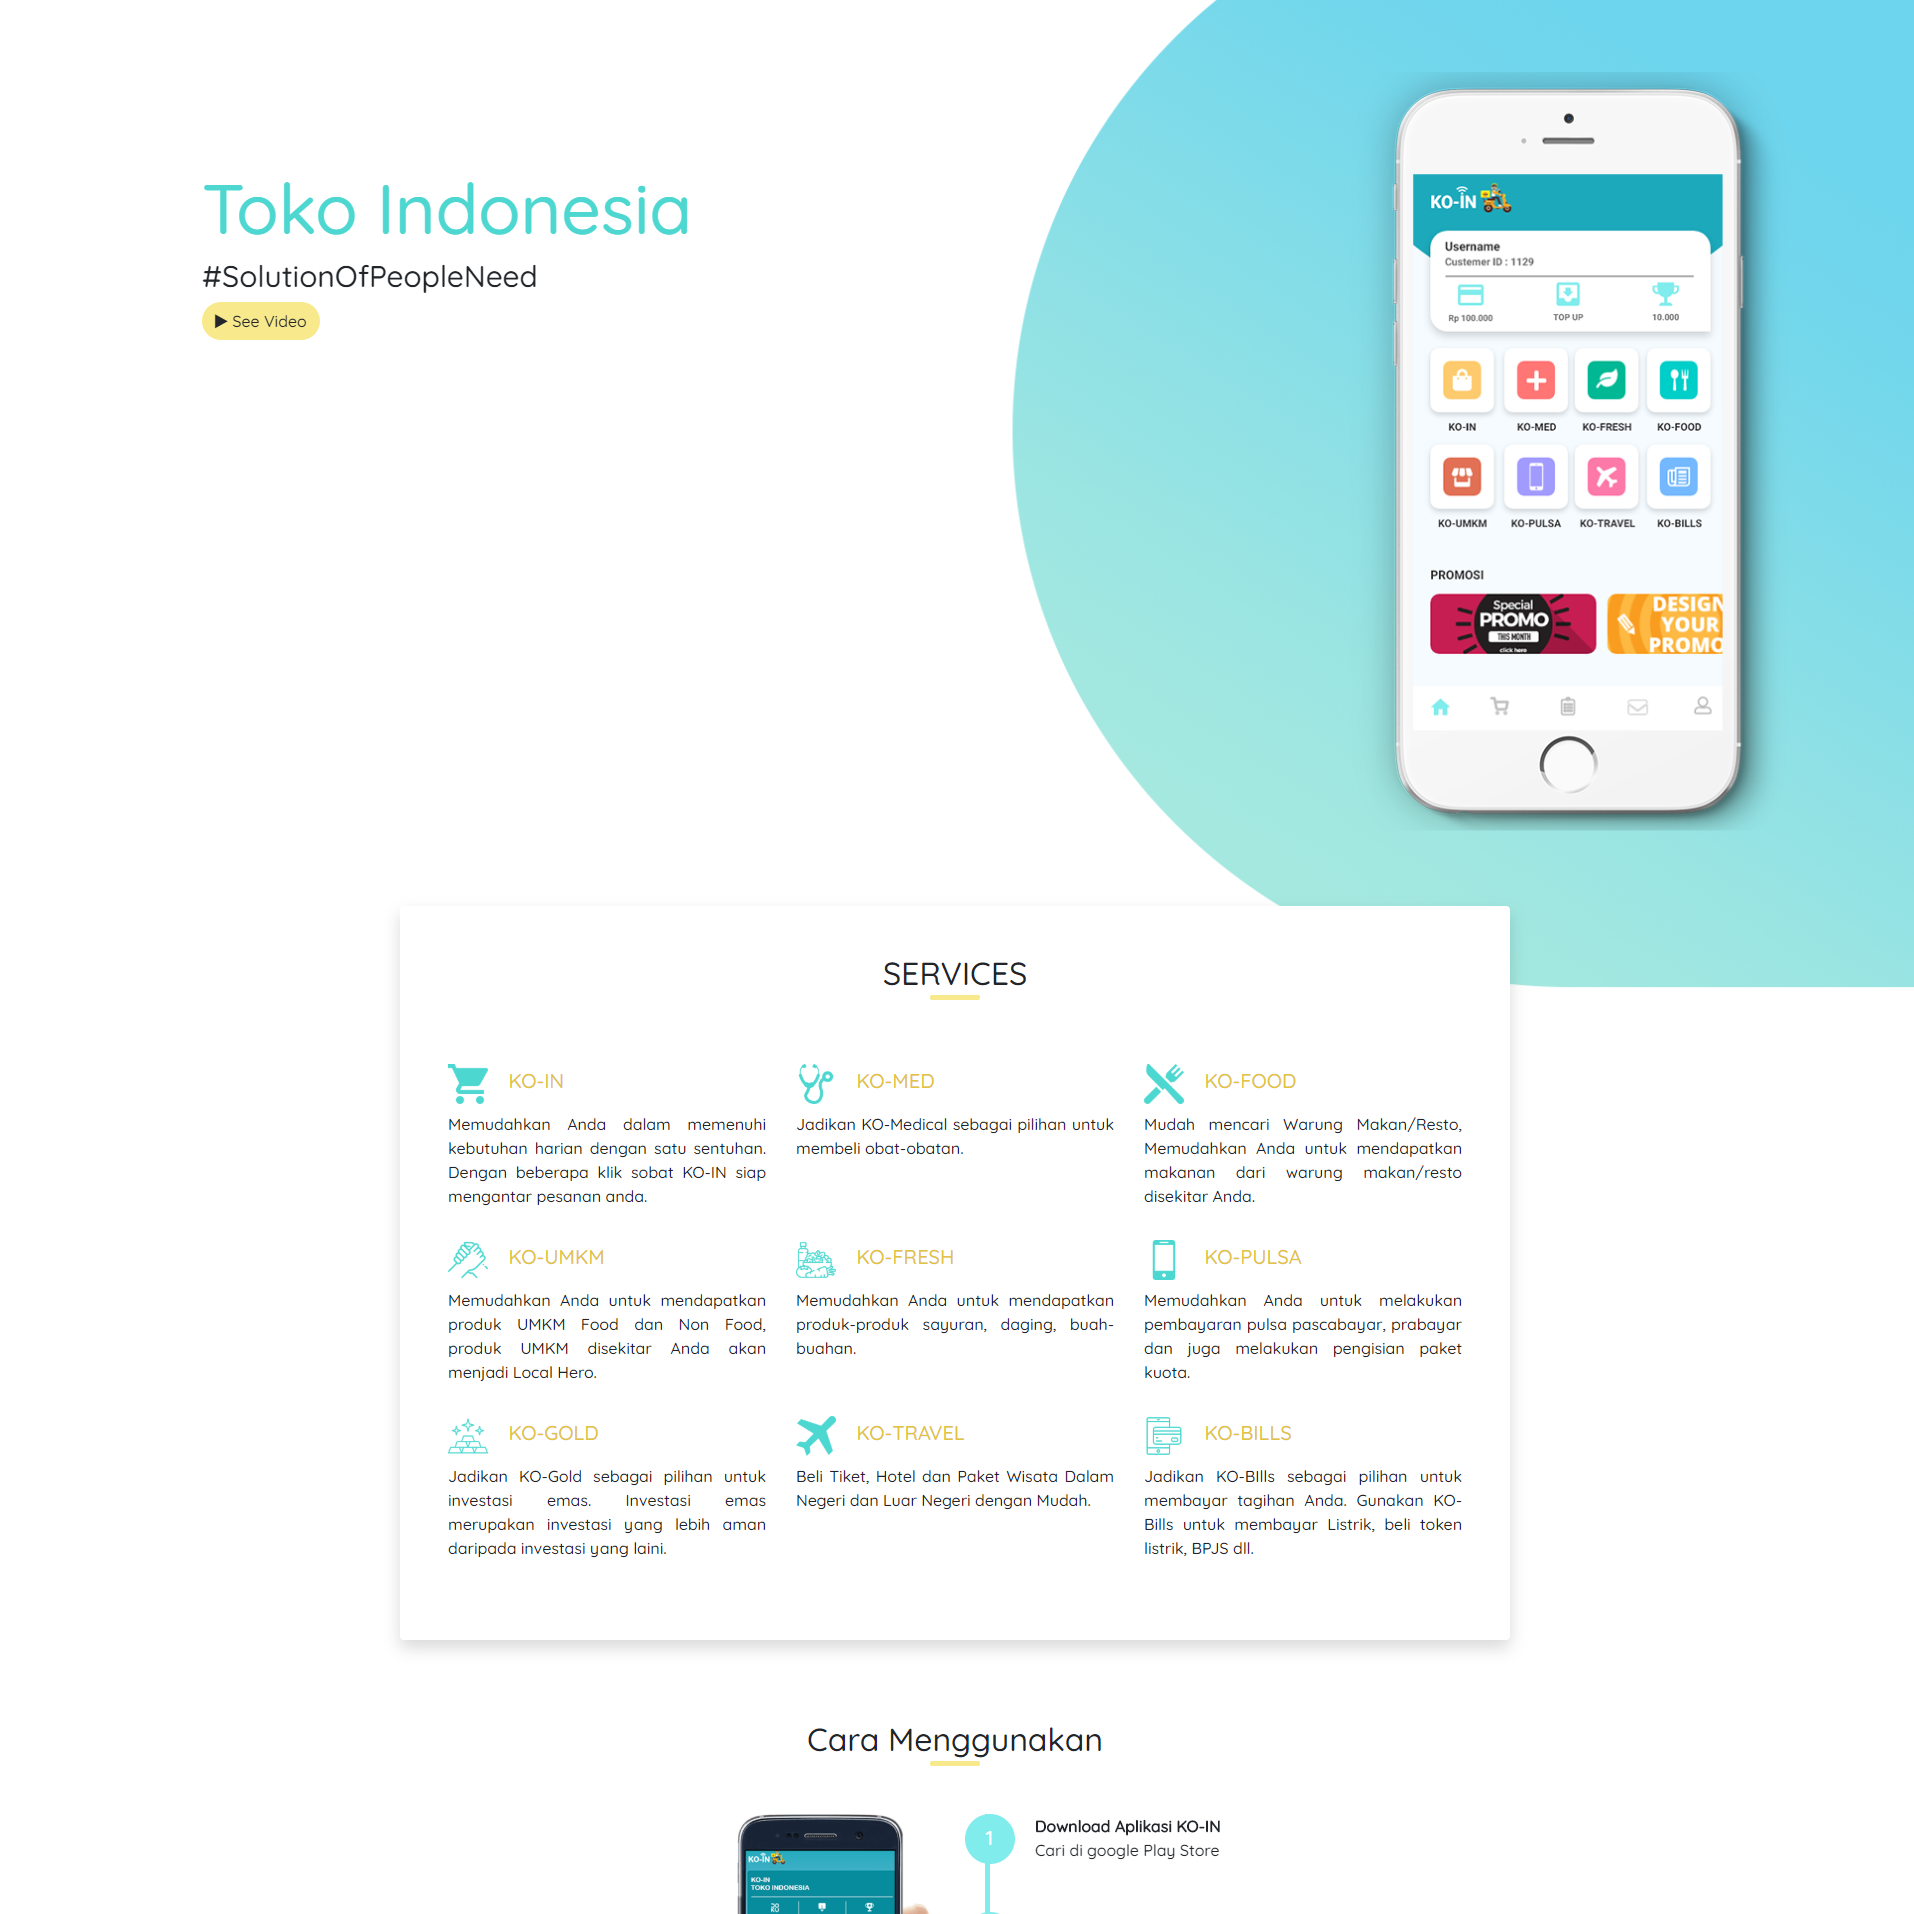 Toko Indonesia
#SolutionOfPeopleNeed
See Video
KO-IN
Username
Custemer ID : 1129
Rp 100.000
TOP UP
10.000
KO-IN
KO-MED
KO-FRESH
KO-FOOD
KO-UMKM
KO-PULSA
KO-TRAVEL
KO-BILLS
PROMOSI
Special
PROMO
THIS MONTH
click here
DESIGN
YOUR
PROMO
SERVICES
KO-IN
Memudahkan Anda dalam memenuhi
kebutuhan harian dengan satu sentuhan.
Dengan beberapa klik sobat KO-IN siap
mengantar pesanan anda.
KO-MED
Jadikan KO-Medical sebagai pilihan untuk
membeli obat-obatan.
KO-FOOD
Mudah mencari Warung Makan/Resto,
Memudahkan Anda untuk mendapatkan
makanan dari warung makan/resto
disekitar Anda.
KO-UMKM
Memudahkan Anda untuk mendapatkan
produk UMKM Food dan Non Food,
produk UMKM disekitar Anda akan
menjadi Local Hero.
KO-FRESH
Memudahkan Anda untuk mendapatkan
produk-produk sayuran, daging, buah-
buahan.
KO-PULSA
Memudahkan Anda untuk melakukan
pembayaran pulsa pascabayar, prabayar
dan juga melakukan pengisian paket
kuota.
KO-GOLD
Jadikan KO-Gold sebagai pilihan untuk
investasi emas. Investasi emas
merupakan investasi yang lebih aman
daripada investasi yang laini.
KO-TRAVEL
Beli Tiket, Hotel dan Paket Wisata Dalam
Negeri dan Luar Negeri dengan Mudah.
KO-BILLS
Jadikan KO-BIlls sebagai pilihan untuk
membayar tagihan Anda. Gunakan KO-
Bills untuk membayar Listrik, beli token
listrik, BPJS dll.
Cara Menggunakan
KO-IN
KO-IN
TOKO INDONESIA
20
KO
1
Download Aplikasi KO-IN
Cari di google Play Store